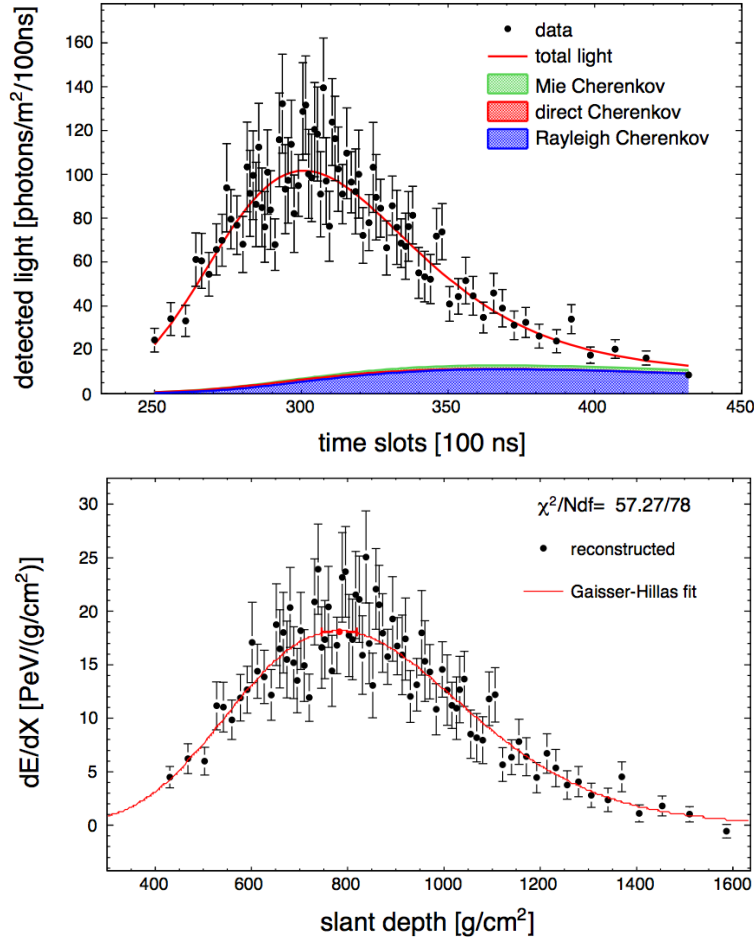 detected light [photons/m²/100ns]
160
140
120
100
80
60
40
20
0
data
total light
Mie Cherenkov
direct Cherenkov
Rayleigh Cherenkov
250 300 350 400 450
time slots [100 ns]
dE/dX [PeV/(g/cm²)]
30
25
20
15
10
5
0
χ²/Ndf= 57.27/78
reconstructed
Gaisser-Hillas fit
400 600 800 1000 1200 1400 1600
slant depth [g/cm²]